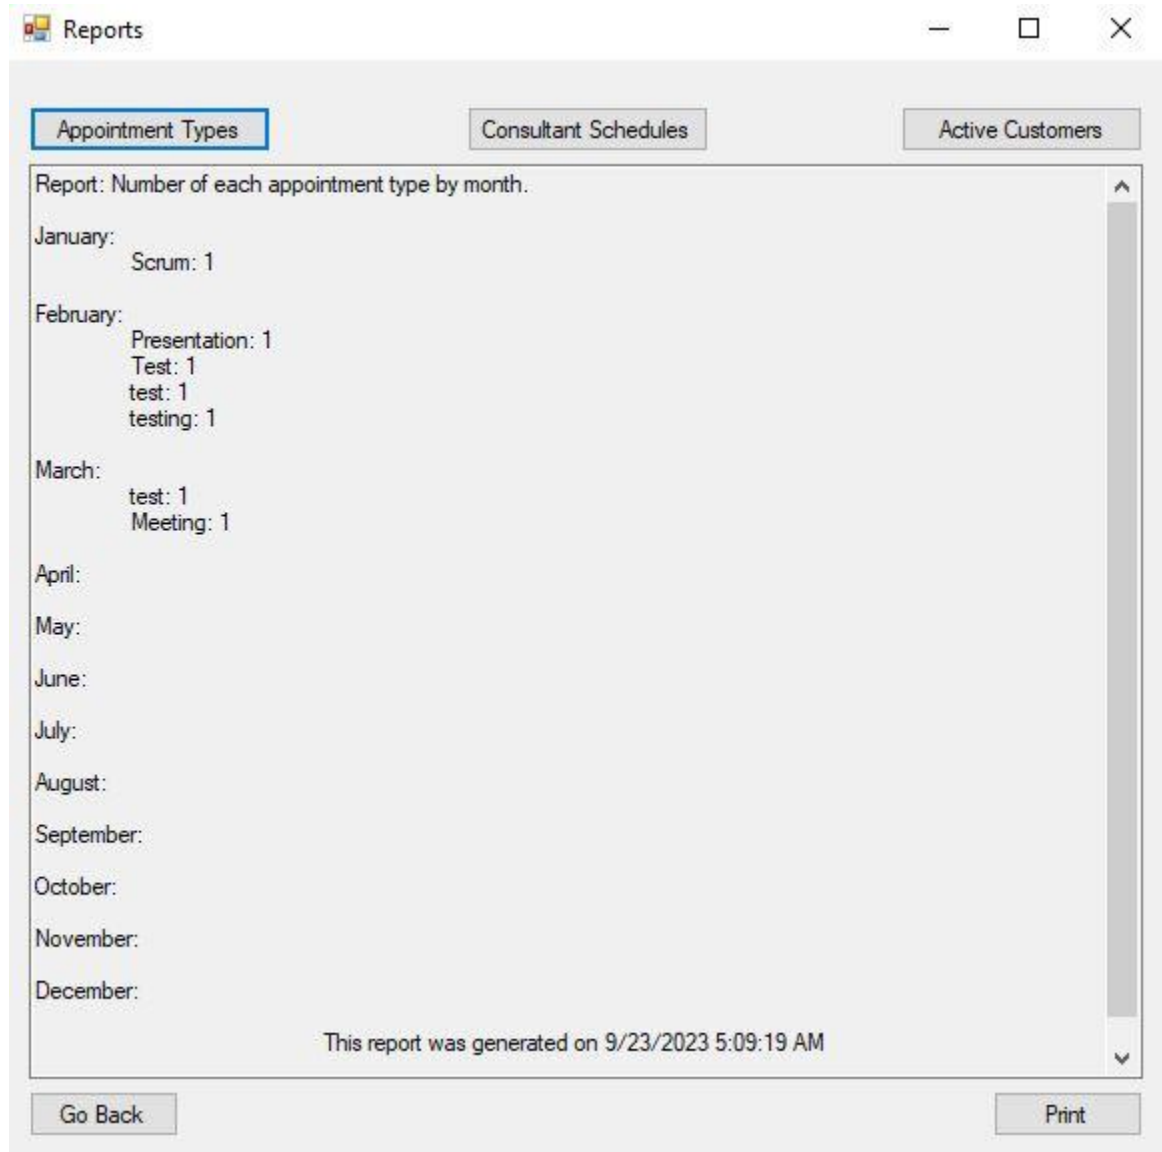 Reports
Appointment Types Consultant Schedules Active Customers
Report: Number of each appointment type by month.
January:
Scrum: 1
February:
Presentation: 1
Test: 1
test: 1
testing: 1
March:
test: 1
Meeting: 1
April:
May:
June:
July:
August:
September:
October:
November:
December:
This report was generated on 9/23/2023 5:09:19 AM
Go Back Print